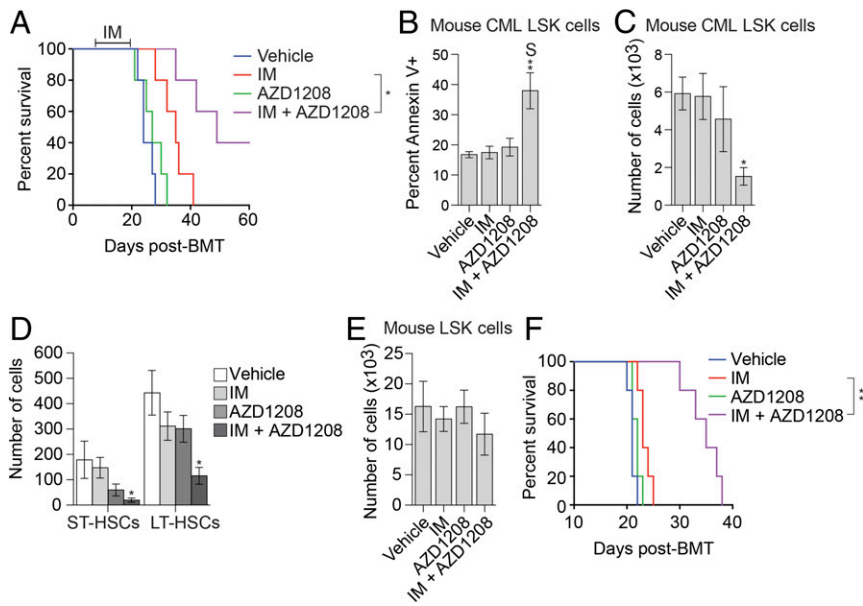 A
IM
Percent survival
100
80
60
40
20
0
0
20
40
60
Days post-BMT
Vehicle
IM
AZD1208
IM + AZD1208
*
B
Mouse CML LSK cells
Percent Annexin V+
60
50
40
30
20
10
0
S
**
Vehicle
IM
AZD1208
IM + AZD1208
C
Mouse CML LSK cells
Number of cells (x103)
8
6
4
2
0
*
Vehicle
IM
AZD1208
IM + AZD1208
D
Number of cells
600
500
400
300
200
100
0
*
*
ST-HSCs
LT-HSCs
Vehicle
IM
AZD1208
IM + AZD1208
E
Mouse LSK cells
Number of cells (x10³)
25
20
15
10
5
0
Vehicle
IM
AZD1208
IM + AZD1208
F
Percent survival
100
80
60
40
20
0
10
20
30
40
Days post-BMT
Vehicle
IM
AZD1208
IM + AZD1208
**